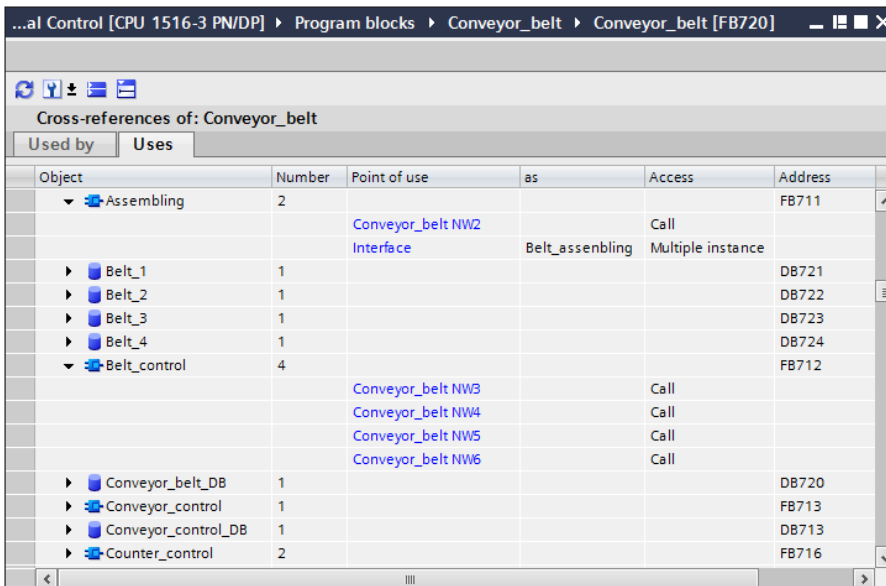 ...al Control [CPU 1516-3 PN/DP] ▸ Program blocks ▸ Conveyor_belt ▸ Conveyor_belt [FB720]
Cross-references of: Conveyor_belt
Used by Uses
Object Number Point of use as Access Address
Assembling 2 FB711
Conveyor_belt NW2 Call
Interface Belt_assenbling Multiple instance
Belt_1 1 DB721
Belt_2 1 DB722
Belt_3 1 DB723
Belt_4 1 DB724
Belt_control 4 FB712
Conveyor_belt NW3 Call
Conveyor_belt NW4 Call
Conveyor_belt NW5 Call
Conveyor_belt NW6 Call
Conveyor_belt_DB 1 DB720
Conveyor_control 1 FB713
Conveyor_control_DB 1 DB713
Counter_control 2 FB716